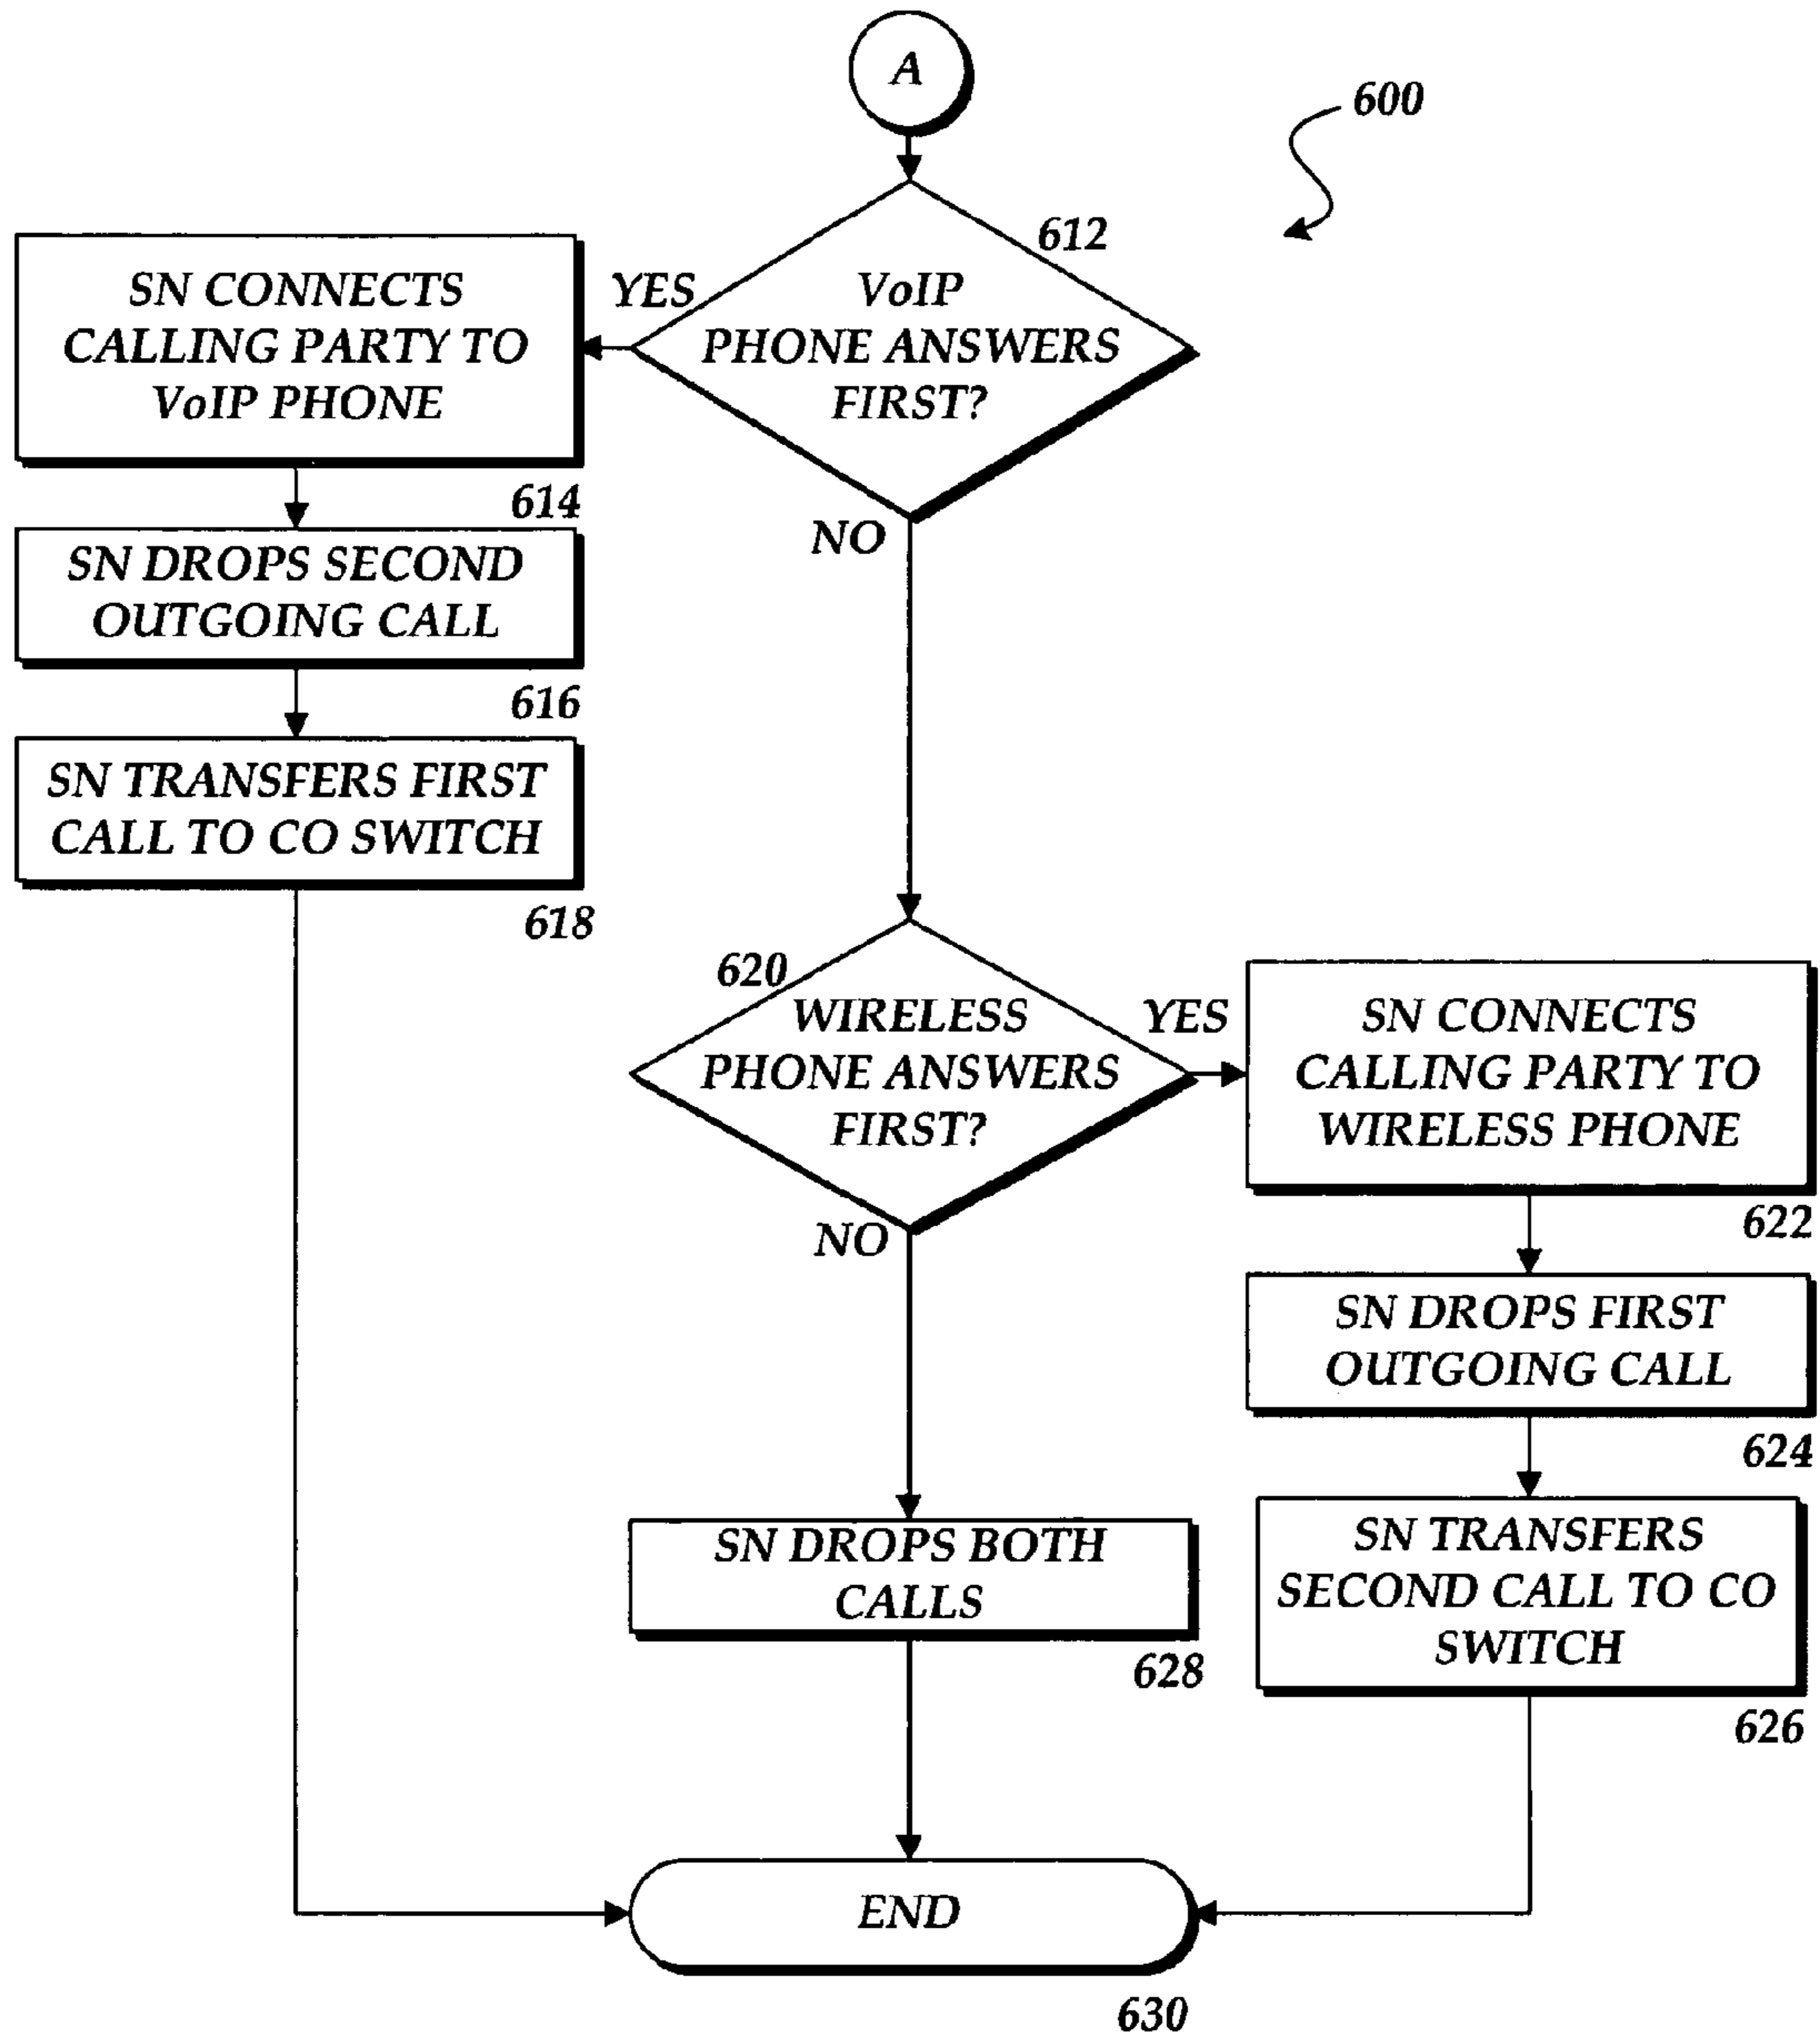 A
600
612
VoIP
PHONE ANSWERS
FIRST?
YES
NO
SN CONNECTS
CALLING PARTY TO
VoIP PHONE
614
SN DROPS SECOND
OUTGOING CALL
616
SN TRANSFERS FIRST
CALL TO CO SWITCH
618
620
WIRELESS
PHONE ANSWERS
FIRST?
YES
NO
SN CONNECTS
CALLING PARTY TO
WIRELESS PHONE
622
SN DROPS FIRST
OUTGOING CALL
624
SN TRANSFERS
SECOND CALL TO CO
SWITCH
626
SN DROPS BOTH
CALLS
628
END
630